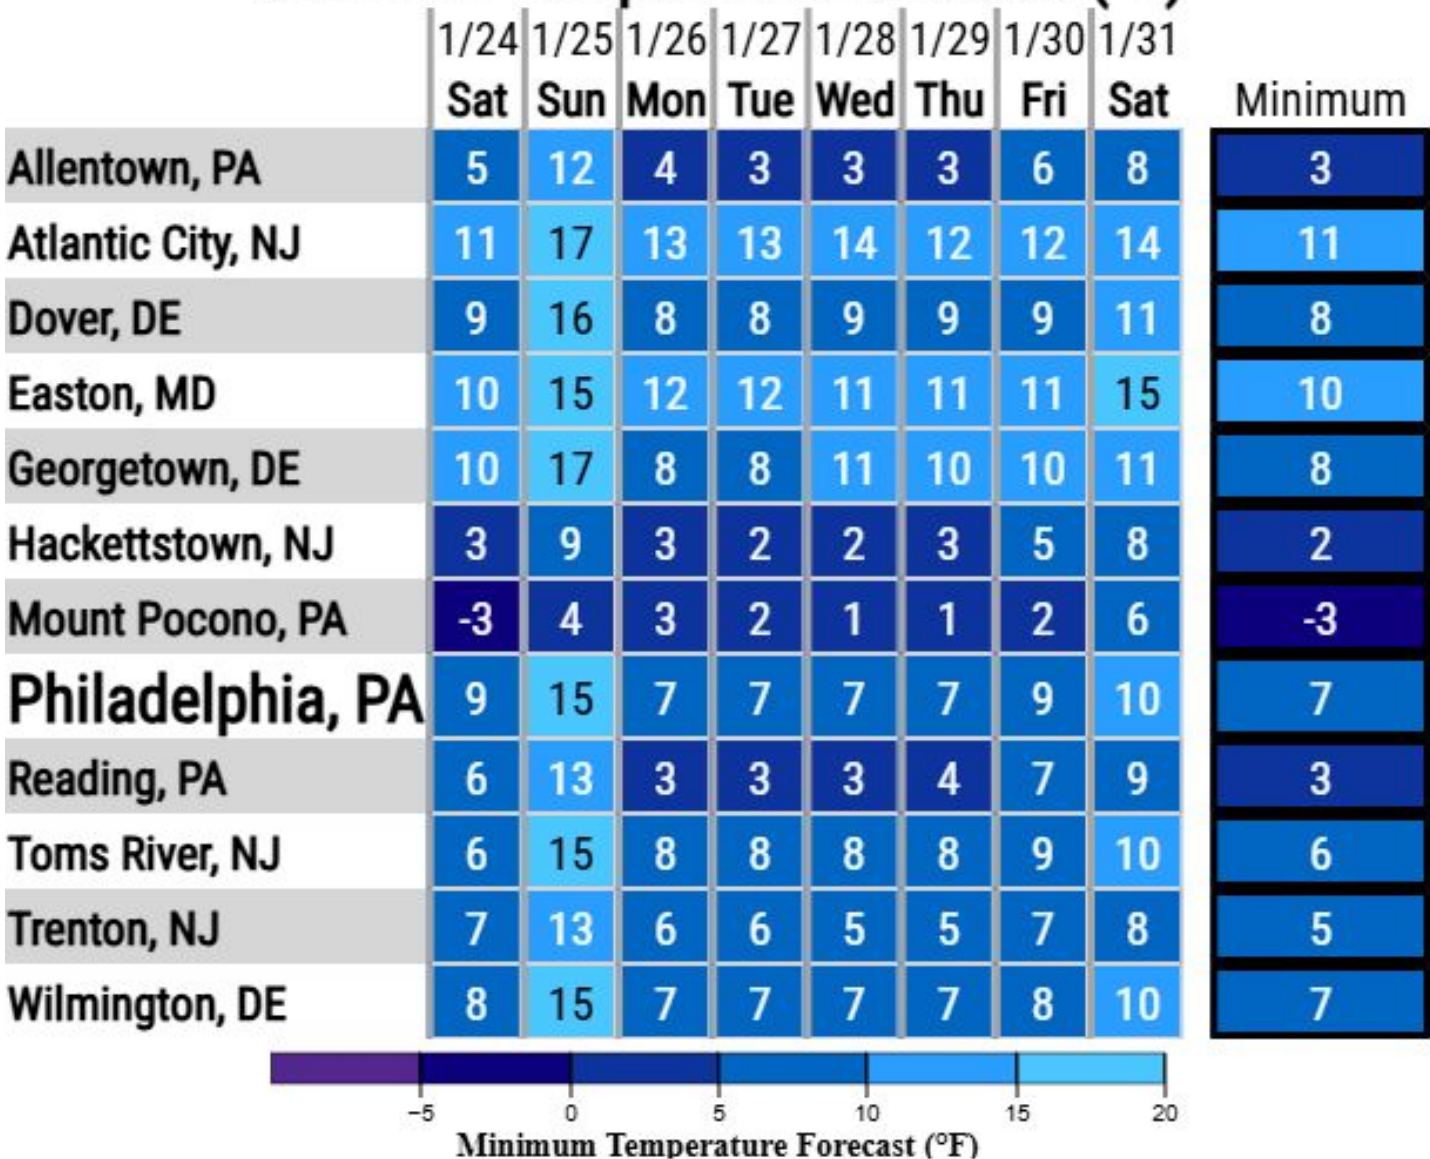 1/24 1/25 1/26 1/27 1/28 1/29 1/30 1/31
Sat Sun Mon Tue Wed Thu Fri Sat Minimum
Allentown, PA 5 12 4 3 3 3 6 8 3
Atlantic City, NJ 11 17 13 13 14 12 12 14 11
Dover, DE 9 16 8 8 9 9 9 11 8
Easton, MD 10 15 12 12 11 11 11 15 10
Georgetown, DE 10 17 8 8 11 10 10 11 8
Hackettstown, NJ 3 9 3 2 2 3 5 8 2
Mount Pocono, PA -3 4 3 2 1 1 2 6 -3
Philadelphia, PA 9 15 7 7 7 7 9 10 7
Reading, PA 6 13 3 3 3 4 7 9 3
Toms River, NJ 6 15 8 8 8 8 9 10 6
Trenton, NJ 7 13 6 6 5 5 7 8 5
Wilmington, DE 8 15 7 7 7 7 8 10 7
−5 0 5 10 15 20
Minimum Temperature Forecast (°F)